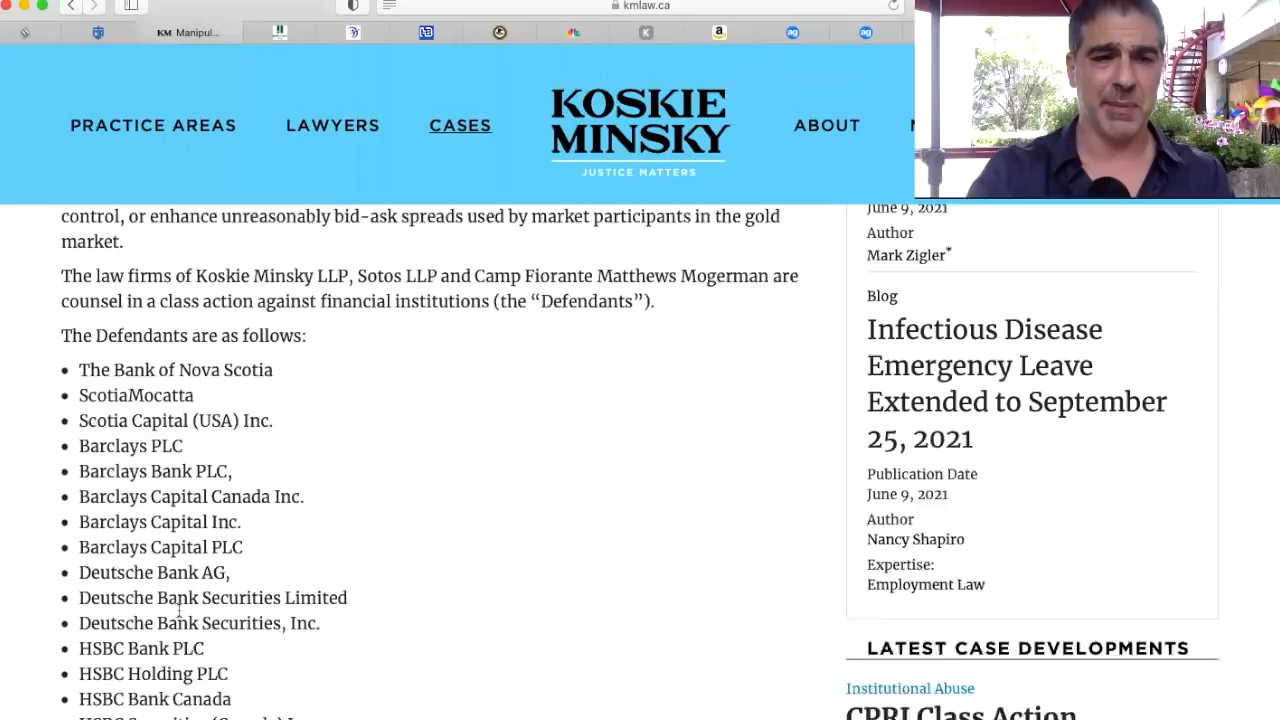 kmlaw.ca
KM Manipul...
PRACTICE AREAS
LAWYERS
CASES
KOSKIE
MINSKY
JUSTICE MATTERS
ABOUT
control, or enhance unreasonably bid-ask spreads used by market participants in the gold
market.
The law firms of Koskie Minsky LLP, Sotos LLP and Camp Fiorante Matthews Mogerman are
counsel in a class action against financial institutions (the “Defendants”).
The Defendants are as follows:
• The Bank of Nova Scotia
• ScotiaMocatta
• Scotia Capital (USA) Inc.
• Barclays PLC
• Barclays Bank PLC,
• Barclays Capital Canada Inc.
• Barclays Capital Inc.
• Barclays Capital PLC
• Deutsche Bank AG,
• Deutsche Bank Securities Limited
• Deutsche Bank Securities, Inc.
• HSBC Bank PLC
• HSBC Holding PLC
• HSBC Bank Canada
June 9, 2021
Author
Mark Zigler*
Blog
Infectious Disease
Emergency Leave
Extended to September
25, 2021
Publication Date
June 9, 2021
Author
Nancy Shapiro
Expertise:
Employment Law
LATEST CASE DEVELOPMENTS
Institutional Abuse
CPRI Class Action